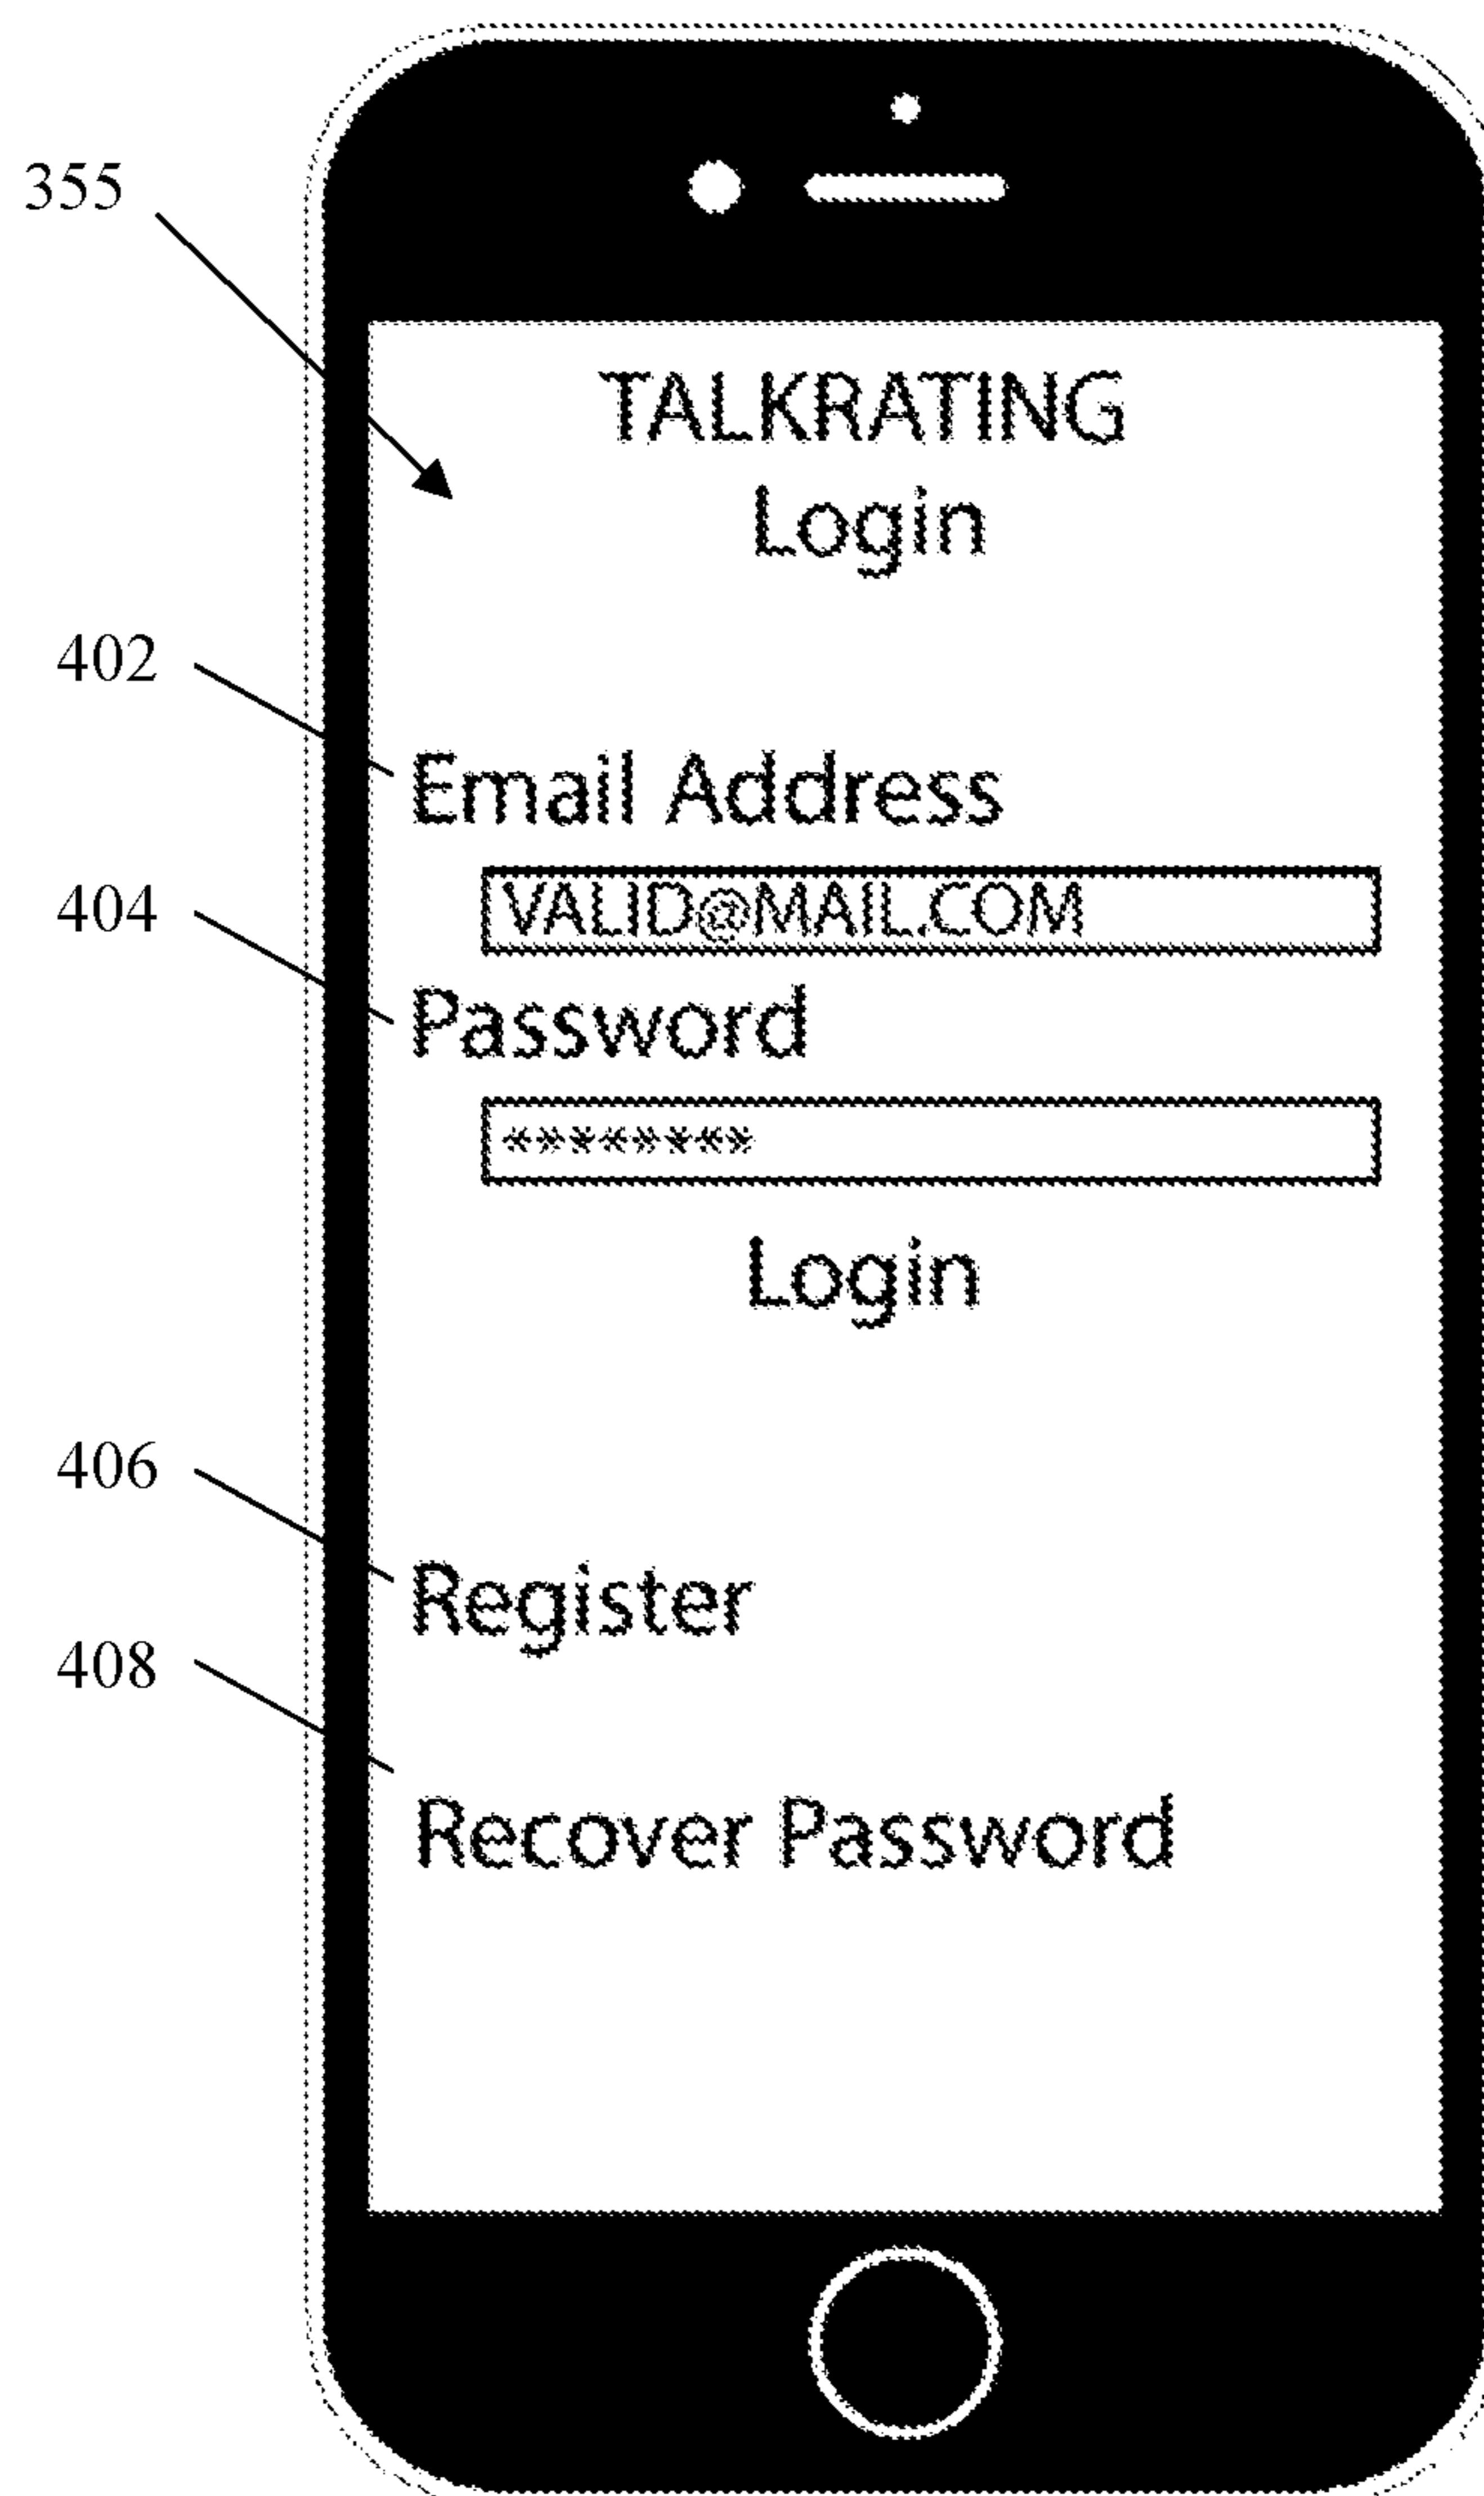 355
TALKRATING
Login
402
Email Address
404
VALID@MAIL.COM
Password
********
Login
406
Register
408
Recover Password